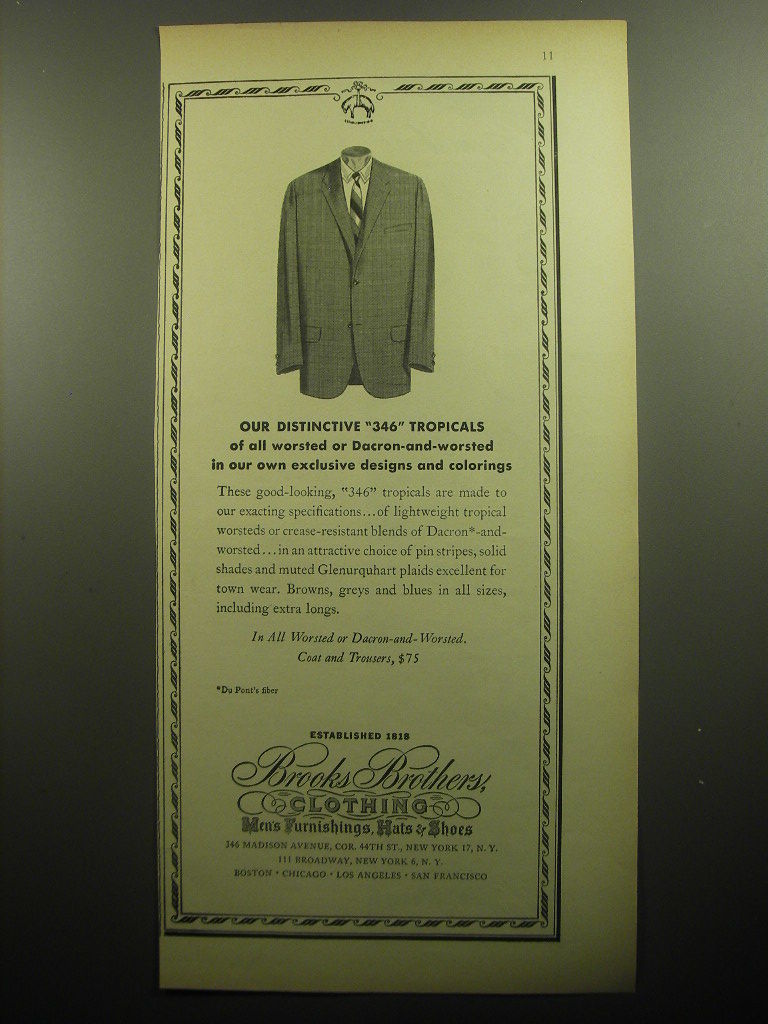 11
OUR DISTINCTIVE "346" TROPICALS
of all worsted or Dacron-and-worsted
in our own exclusive designs and colorings
These good-looking, "346" tropicals are made to
our exacting specifications...of lightweight tropical
worsteds or crease-resistant blends of Dacron*-and-
worsted...in an attractive choice of pin stripes, solid
shades and muted Glenurquhart plaids excellent for
town wear. Browns, greys and blues in all sizes,
including extra longs.
In All Worsted or Dacron-and-Worsted.
Coat and Trousers, $75
*Du Pont's fiber
ESTABLISHED 1818
Brooks Brothers,
CLOTHING
Men's Furnishings, Hats & Shoes
346 MADISON AVENUE, COR. 44TH ST., NEW YORK 17, N. Y.
111 BROADWAY, NEW YORK 6, N. Y.
BOSTON • CHICAGO • LOS ANGELES • SAN FRANCISCO